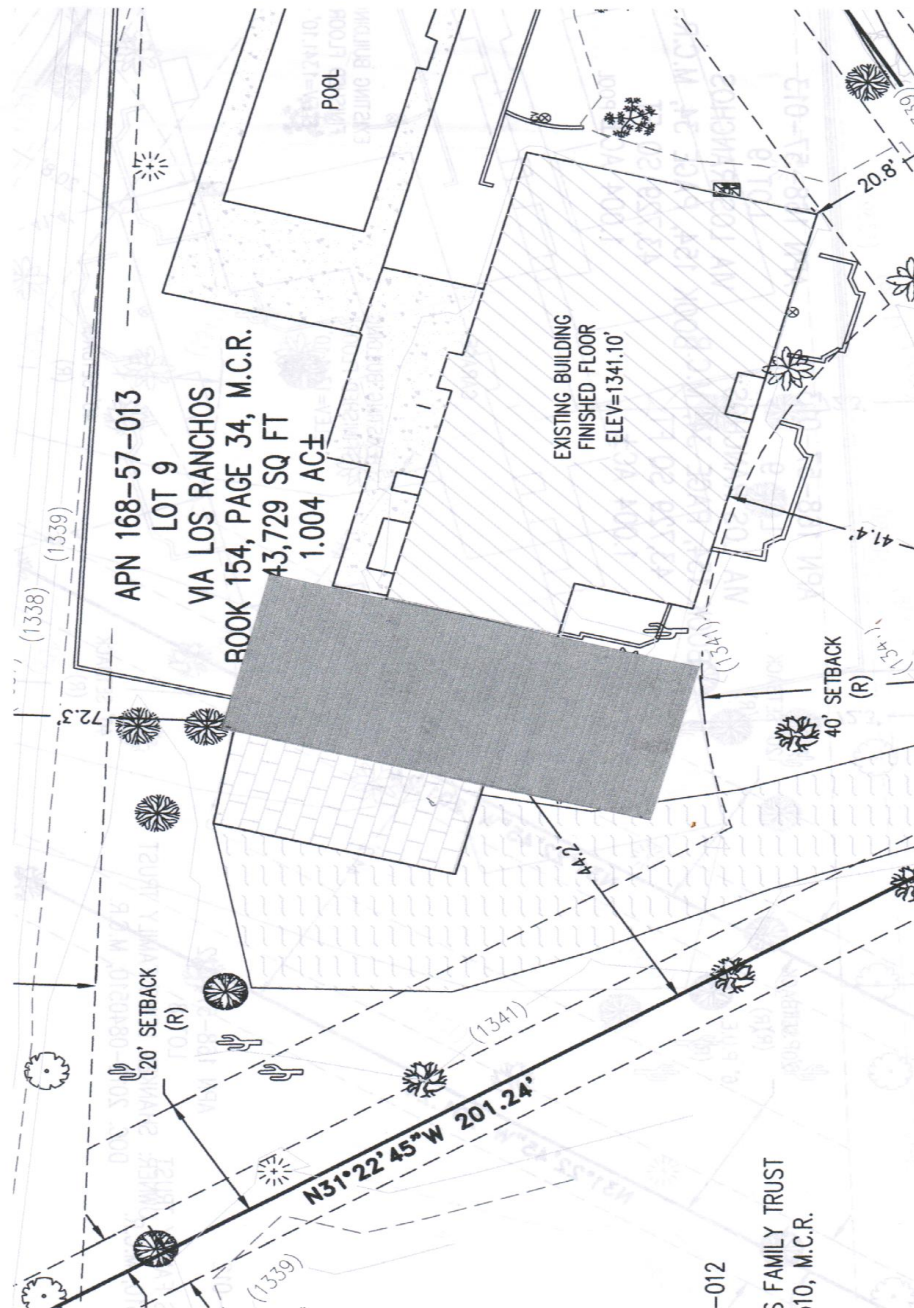 POOL
20.8'
EXISTING BUILDING
FINISHED FLOOR
ELEV=1341.10'
APN 168-57-013
LOT 9
VIA LOS RANCHOS
BOOK 154, PAGE 34, M.C.R.
43,729 SQ FT
1.004 AC±
(1339)
(1338)
72.3'
41.4'
(1341)
40' SETBACK
(R)
44.2'
20' SETBACK
(R)
(1341)
N31°22'45"W 201.24'
(1339)
-012
S FAMILY TRUST
510, M.C.R.